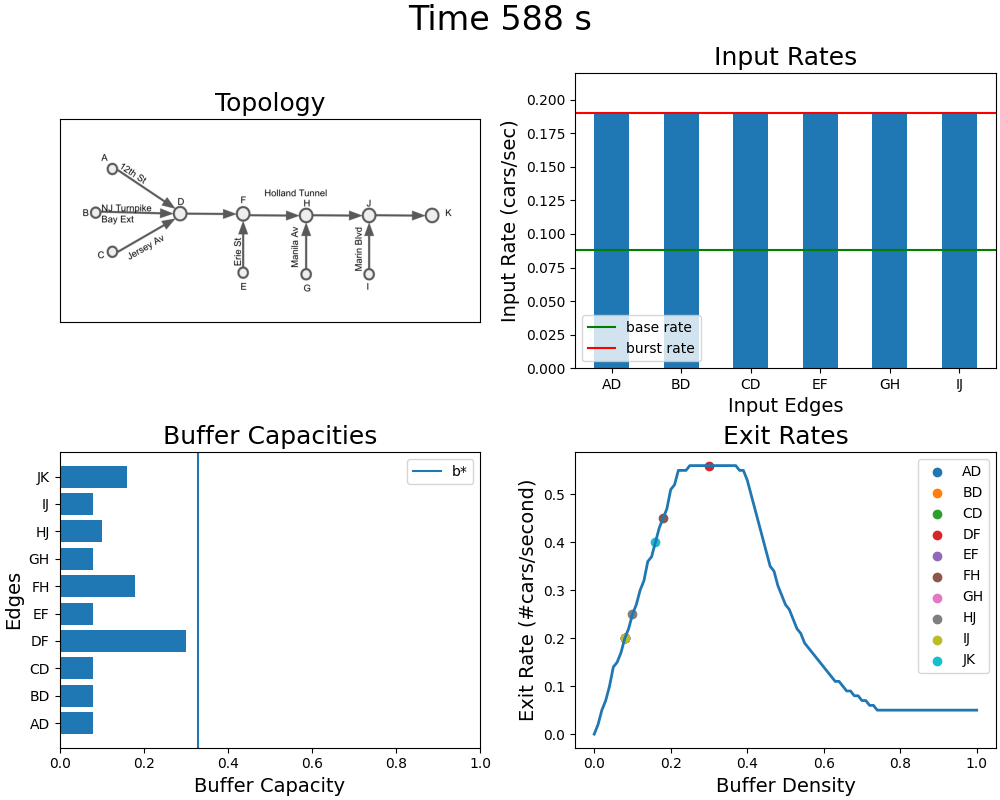 Time 588 s
Topology
A
12th St
B
NJ Turnpike
Bay Ext
C
Jersey Av
D
F
Holland Tunnel
H
J
K
Erie St
Manila Av
Marin Blvd
E
G
I
Input Rates
Input Rate (cars/sec)
0.200
0.175
0.150
0.125
0.100
0.075
0.050
0.025
0.000
base rate
burst rate
AD BD CD EF GH IJ
Input Edges
Buffer Capacities
Edges
JK
IJ
HJ
GH
FH
EF
DF
CD
BD
AD
b*
0.0 0.2 0.4 0.6 0.8 1.0
Buffer Capacity
Exit Rates
Exit Rate (#cars/second)
0.5
0.4
0.3
0.2
0.1
0.0
AD
BD
CD
DF
EF
FH
GH
HJ
IJ
JK
0.0 0.2 0.4 0.6 0.8 1.0
Buffer Density